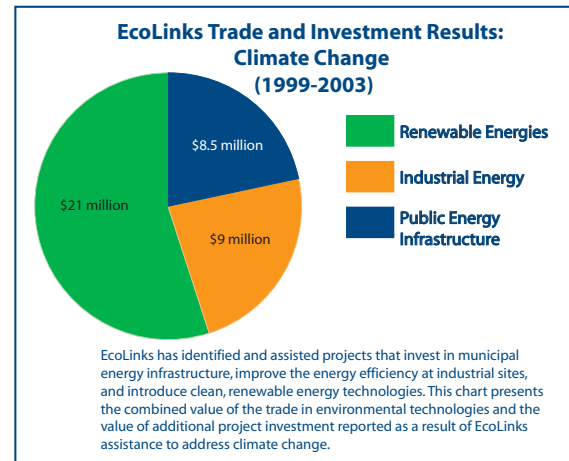 EcoLinks Trade and Investment Results:
Climate Change
(1999-2003)
$8.5 million
$21 million
$9 million
Renewable Energies
Industrial Energy
Public Energy
Infrastructure
EcoLinks has identified and assisted projects that invest in municipal
energy infrastructure, improve the energy efficiency at industrial sites,
and introduce clean, renewable energy technologies. This chart presents
the combined value of the trade in environmental technologies and the
value of additional project investment reported as a result of EcoLinks
assistance to address climate change.